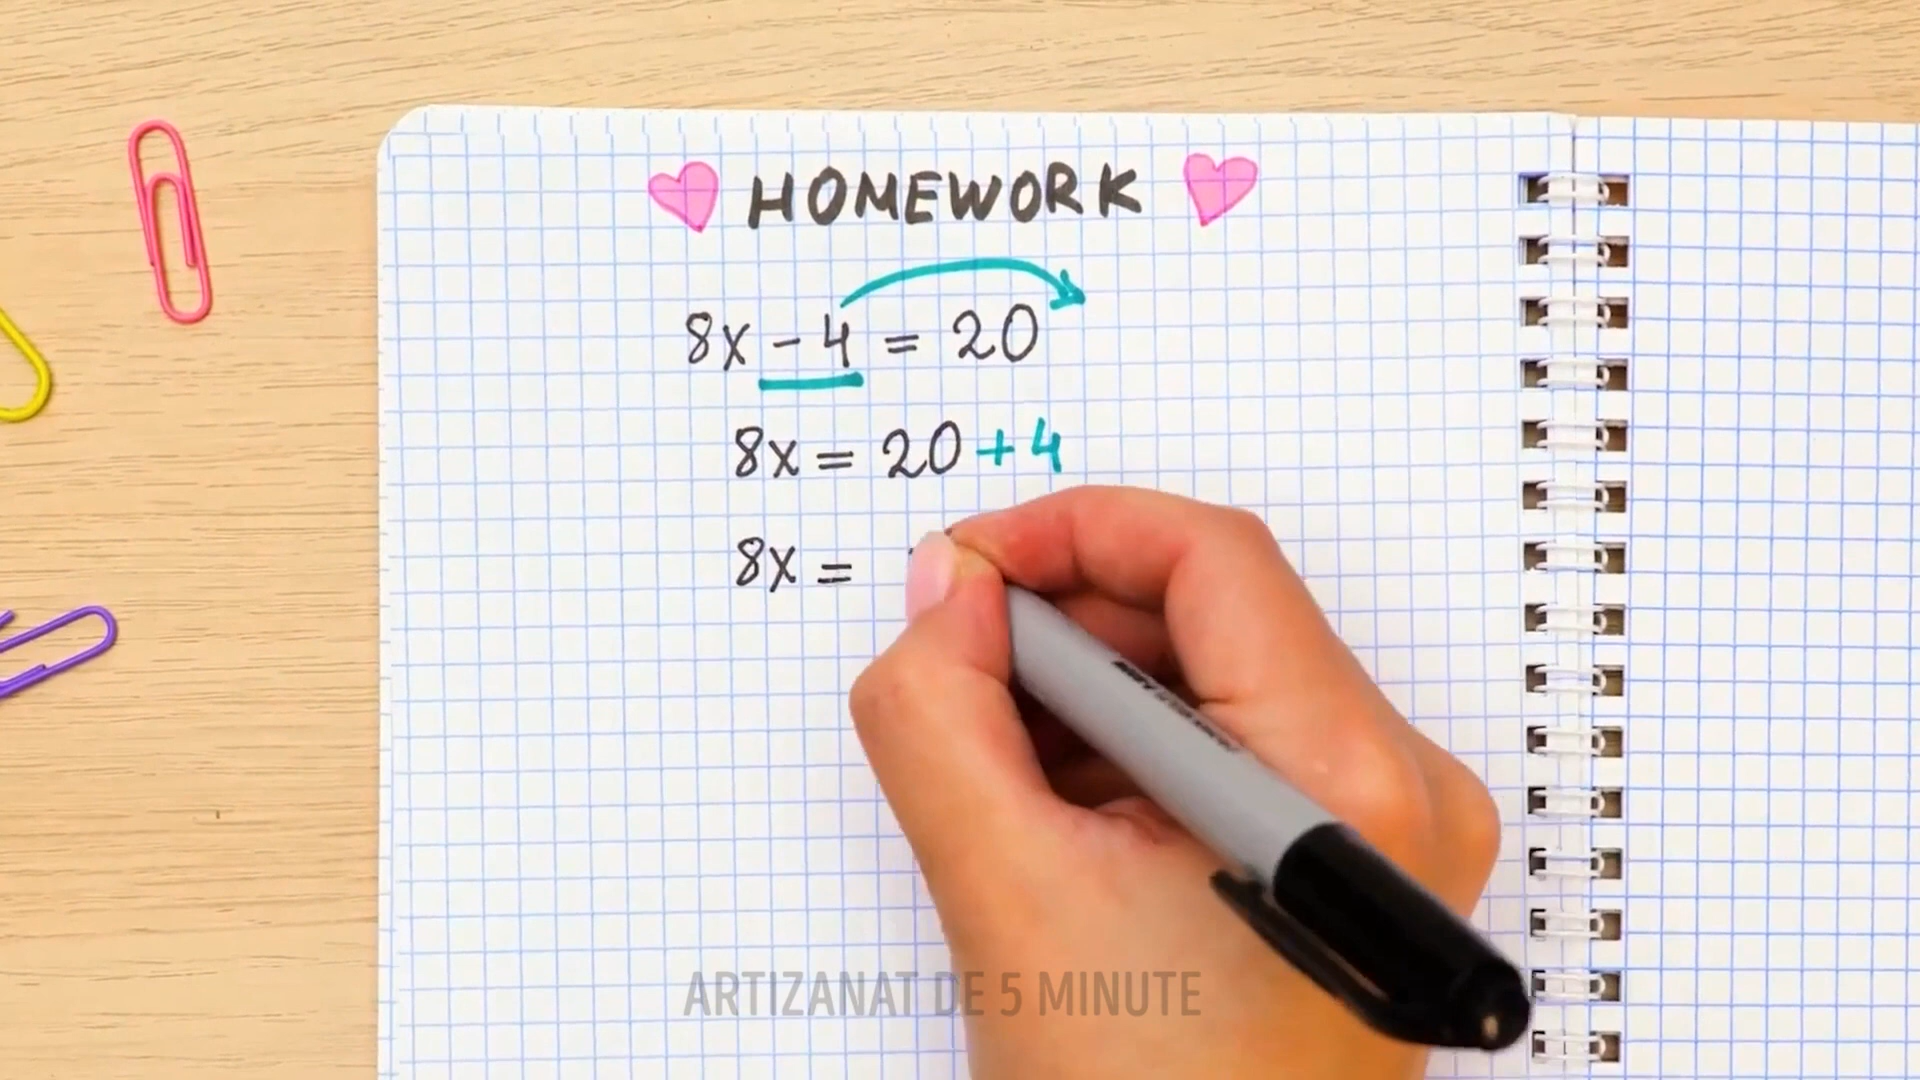 HOMEWORK
8x - 4 = 20
8x = 20 + 4
8x =
ARTIZANAT DE 5 MINUTE